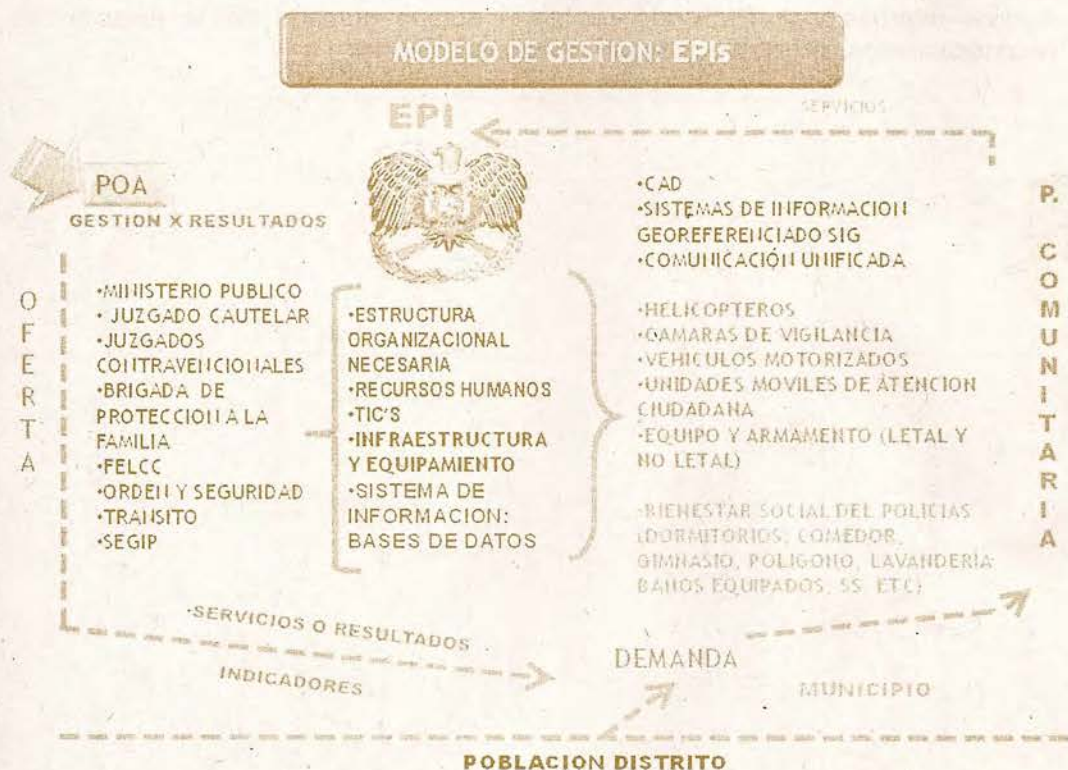 MODELO DE GESTION: EPIs
EPI
SERVICIOS
POA
GESTION X RESULTADOS
OFERTA
•MINISTERIO PUBLICO
• JUZGADO CAUTELAR
•JUZGADOS
CONTRAVENCIONALES
•BRIGADA DE
PROTECCION A LA
FAMILIA
•FELCC
•ORDEN Y SEGURIDAD
•TRANSITO
•SEGIP
•ESTRUCTURA
ORGANIZACIONAL
NECESARIA
•RECURSOS HUMANOS
•TIC'S
•INFRAESTRUCTURA
Y EQUIPAMIENTO
•SISTEMA DE
INFORMACION:
BASES DE DATOS
•CAD
•SISTEMAS DE INFORMACION
GEOREFERENCIADO SIG
•COMUNICACIÓN UNIFICADA
•HELICOPTEROS
•CAMARAS DE VIGILANCIA
•VEHICULOS MOTORIZADOS
•UNIDADES MOVILES DE ATENCION
CIUDADANA
•EQUIPO Y ARMAMENTO (LETAL Y
NO LETAL)
•BIENESTAR SOCIAL DEL POLICIAS
(DORMITORIOS, COMEDOR,
GIMNASIO, POLIGONO, LAVANDERÍA
BAÑOS EQUIPADOS, SS. ETC)
P. COMUNITARIA
•SERVICIOS O RESULTADOS
INDICADORES
DEMANDA
MUNICIPIO
POBLACION DISTRITO